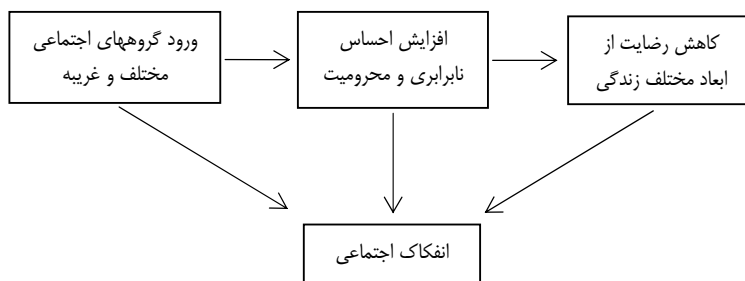 ورود گروههای اجتماعی
مختلف و غریبه
افزایش احساس
نابرابری و محرومیت
کاهش رضایت از
ابعاد مختلف زندگی
انفکاک اجتماعی